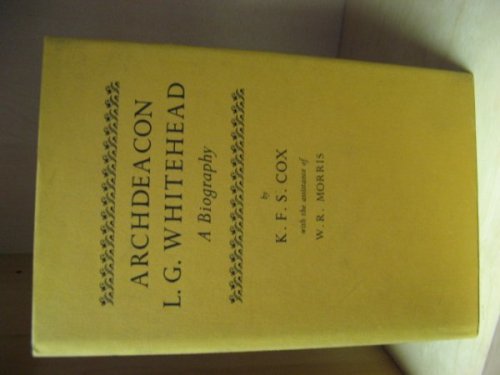 ARCHDEACON
L. G. WHITEHEAD
A Biography
by
K. F. S. COX
with the assistance of
W. R. MORRIS